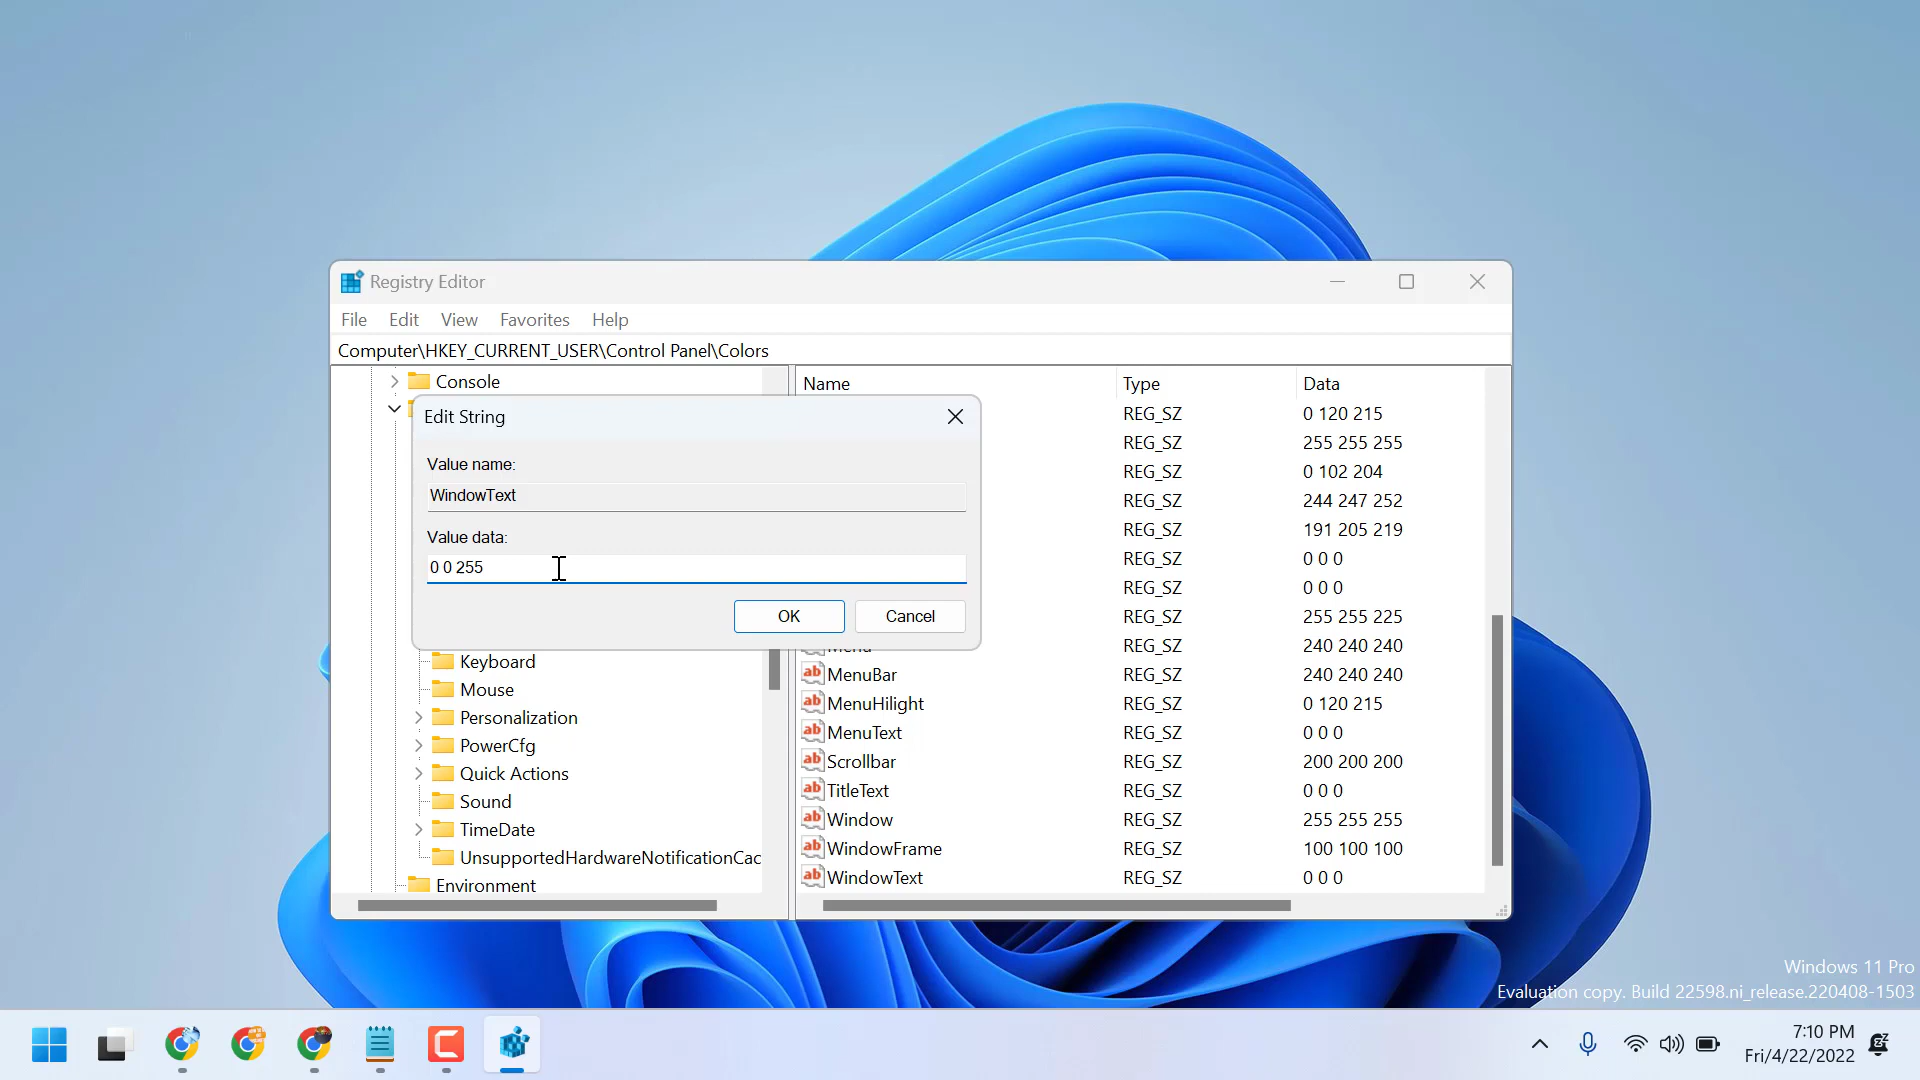 Registry Editor
File Edit View Favorites Help
Computer\HKEY_CURRENT_USER\Control Panel\Colors
Console
Edit String
Value name:
WindowText
Value data:
0 0 255
OK Cancel
Keyboard
Mouse
Personalization
PowerCfg
Quick Actions
Sound
TimeDate
UnsupportedHardwareNotificationCac
Environment
Name Type Data
REG_SZ 0 120 215
REG_SZ 255 255 255
REG_SZ 0 102 204
REG_SZ 244 247 252
REG_SZ 191 205 219
REG_SZ 0 0 0
REG_SZ 0 0 0
REG_SZ 255 255 225
Menu REG_SZ 240 240 240
MenuBar REG_SZ 240 240 240
MenuHilight REG_SZ 0 120 215
MenuText REG_SZ 0 0 0
Scrollbar REG_SZ 200 200 200
TitleText REG_SZ 0 0 0
Window REG_SZ 255 255 255
WindowFrame REG_SZ 100 100 100
WindowText REG_SZ 0 0 0
Windows 11 Pro
Evaluation copy. Build 22598.ni_release.220408-1503
7:10 PM
Fri/4/22/2022